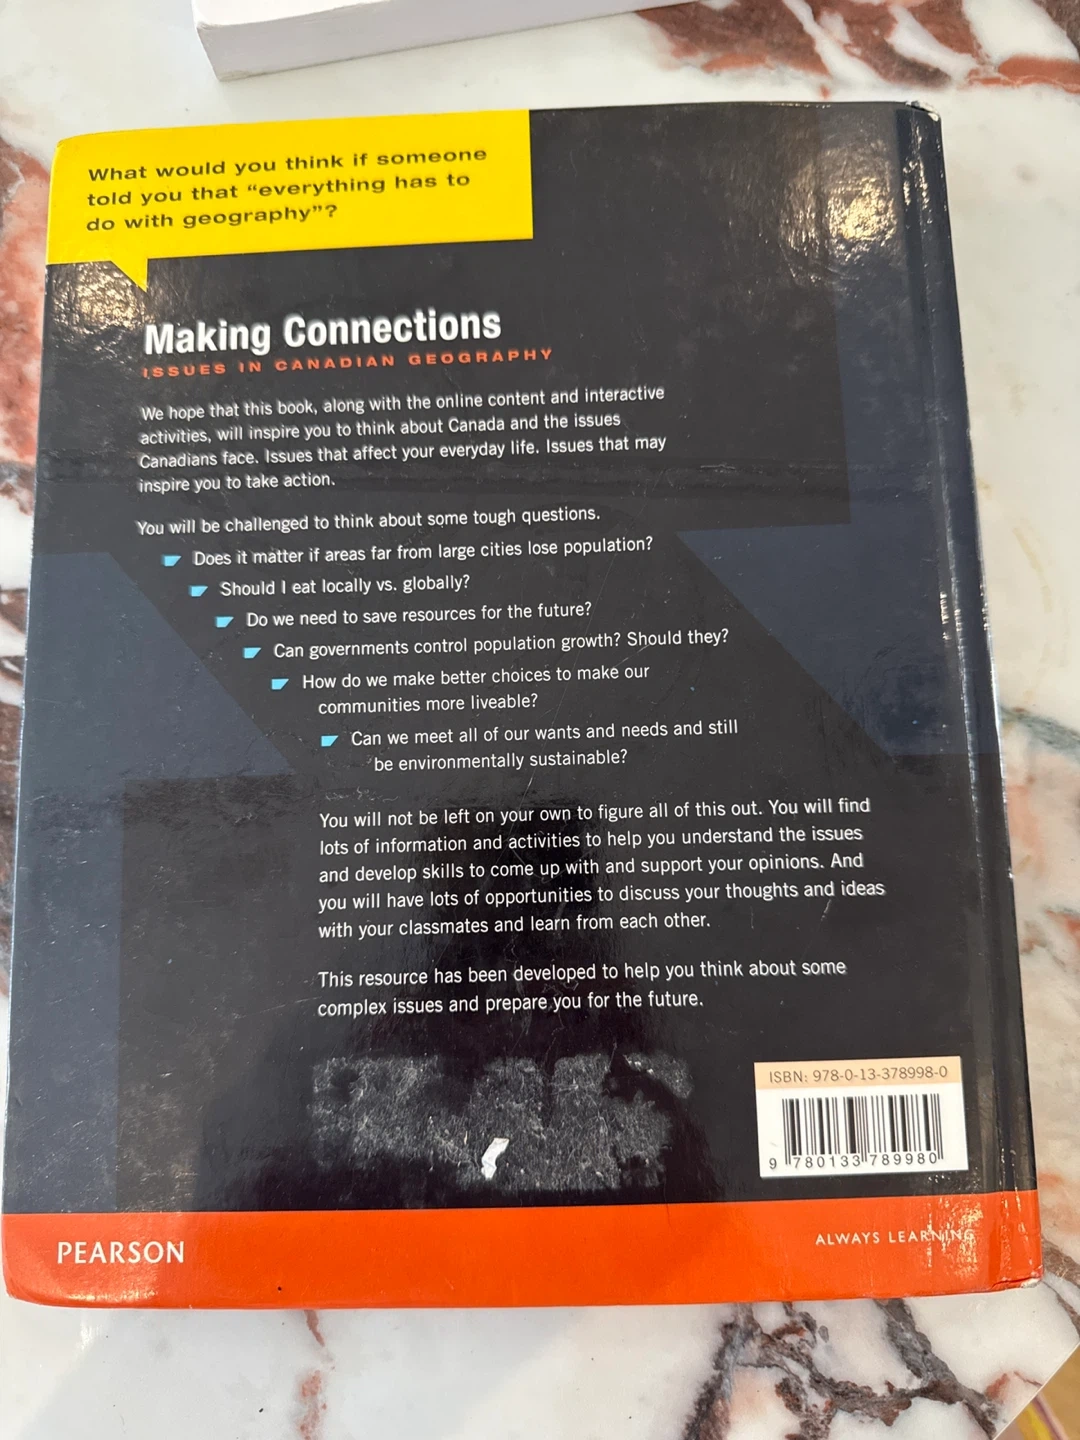 What would you think if someone
told you that “everything has to
do with geography”?
Making Connections
ISSUES IN CANADIAN GEOGRAPHY
We hope that this book, along with the online content and interactive
activities, will inspire you to think about Canada and the issues
Canadians face. Issues that affect your everyday life. Issues that may
inspire you to take action.
You will be challenged to think about some tough questions.
Does it matter if areas far from large cities lose population?
Should I eat locally vs. globally?
Do we need to save resources for the future?
Can governments control population growth? Should they?
How do we make better choices to make our
communities more liveable?
Can we meet all of our wants and needs and still
be environmentally sustainable?
You will not be left on your own to figure all of this out. You will find
lots of information and activities to help you understand the issues
and develop skills to come up with and support your opinions. And
you will have lots of opportunities to discuss your thoughts and ideas
with your classmates and learn from each other.
This resource has been developed to help you think about some
complex issues and prepare you for the future.
ISBN: 978-0-13-378998-0
9 780133 789980
PEARSON
ALWAYS LEARNING